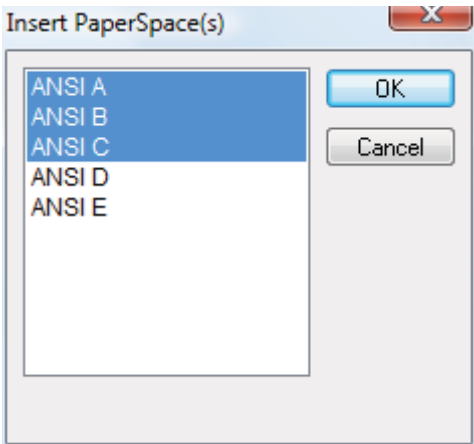 Insert PaperSpace(s)
ANSI A
ANSI B
ANSI C
ANSI D
ANSI E
OK
Cancel